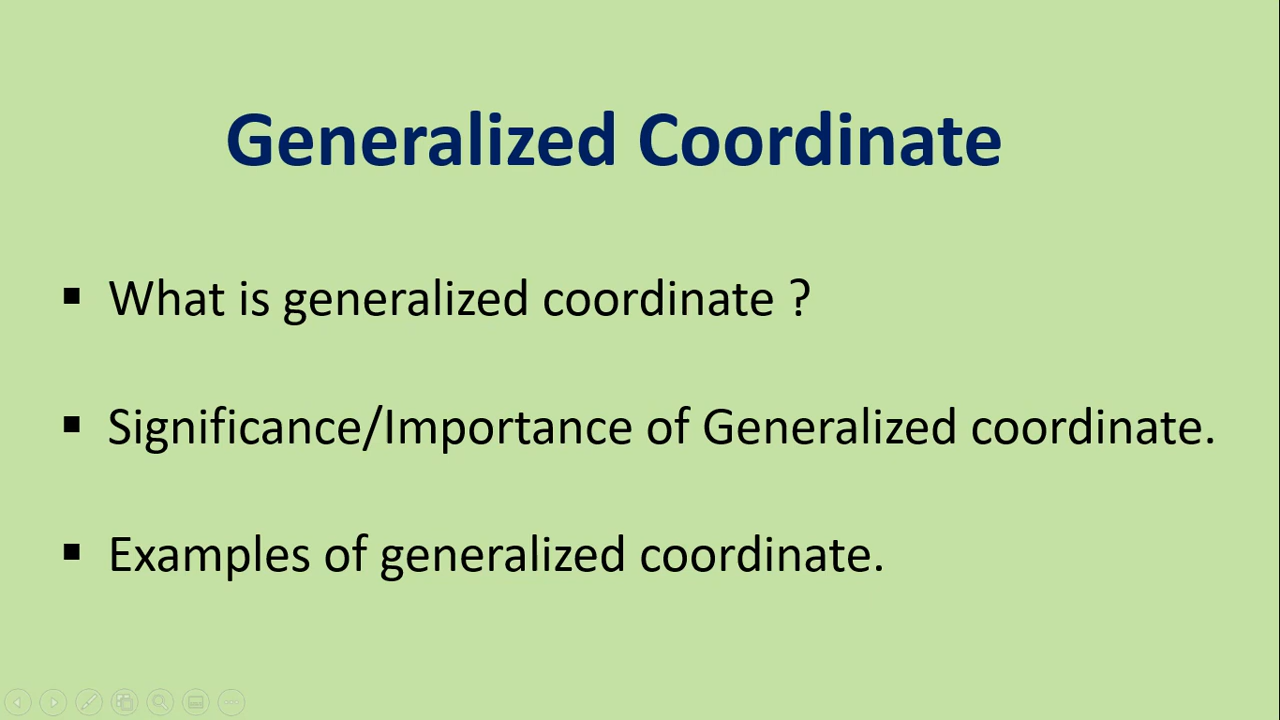 Generalized Coordinate
▪ What is generalized coordinate ?
▪ Significance/Importance of Generalized coordinate.
▪ Examples of generalized coordinate.